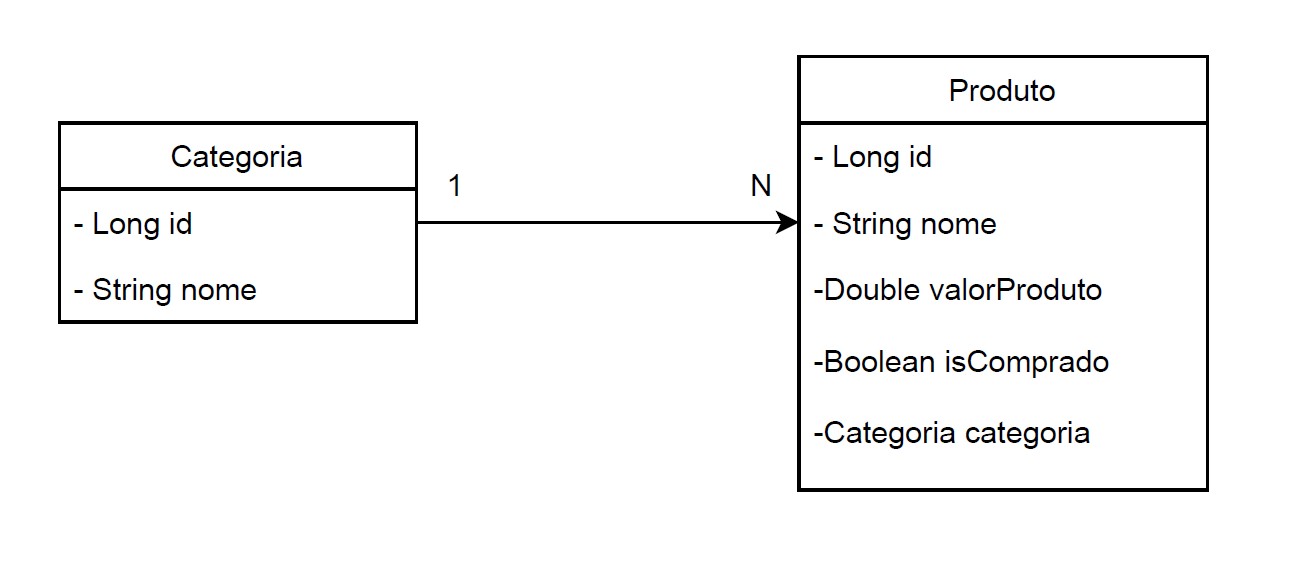 Categoria
- Long id
- String nome
1
N
Produto
- Long id
- String nome
-Double valorProduto
-Boolean isComprado
-Categoria categoria